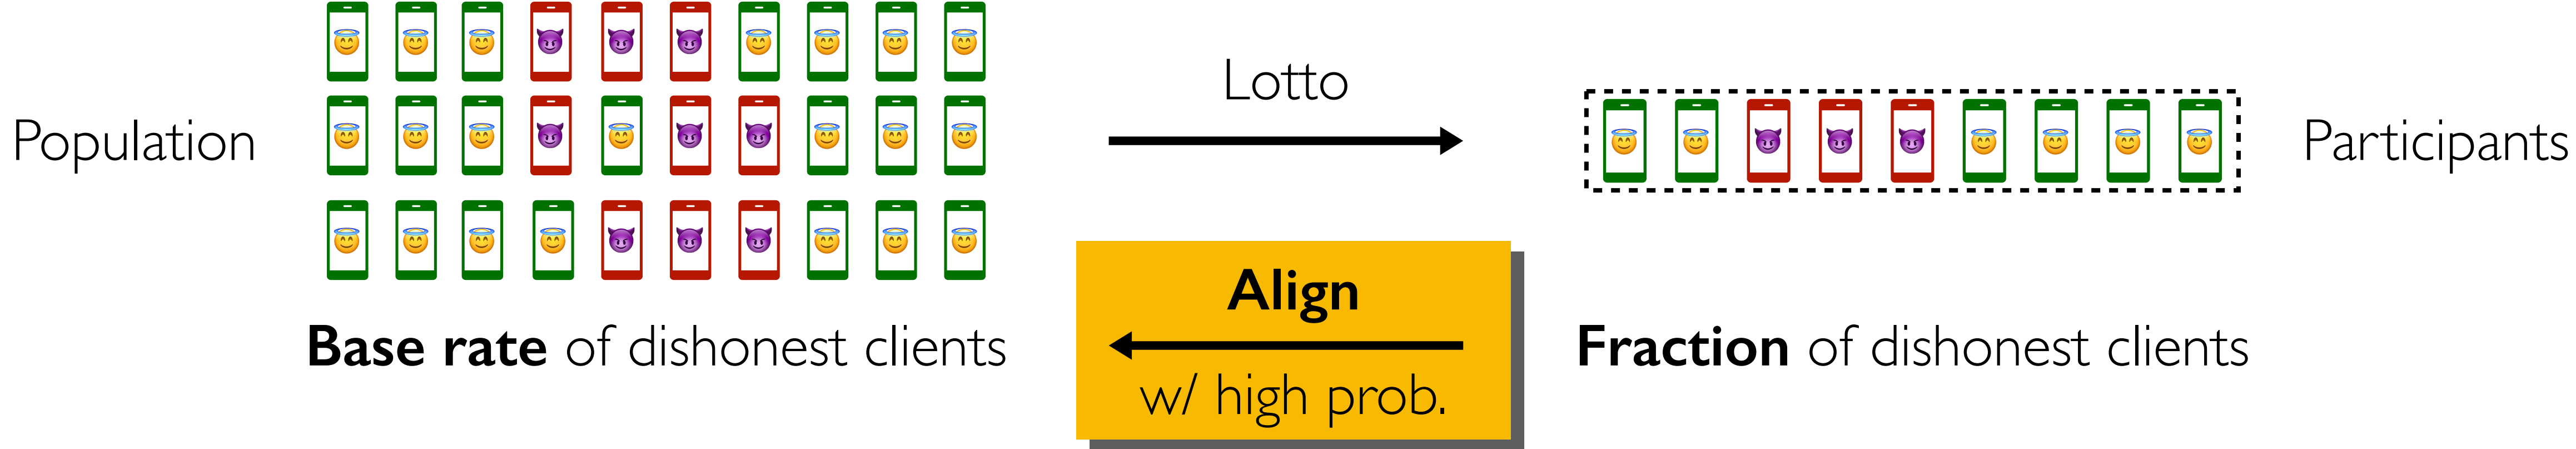 Population
Lotto
Participants
Align
w/ high prob.
Base rate of dishonest clients
Fraction of dishonest clients